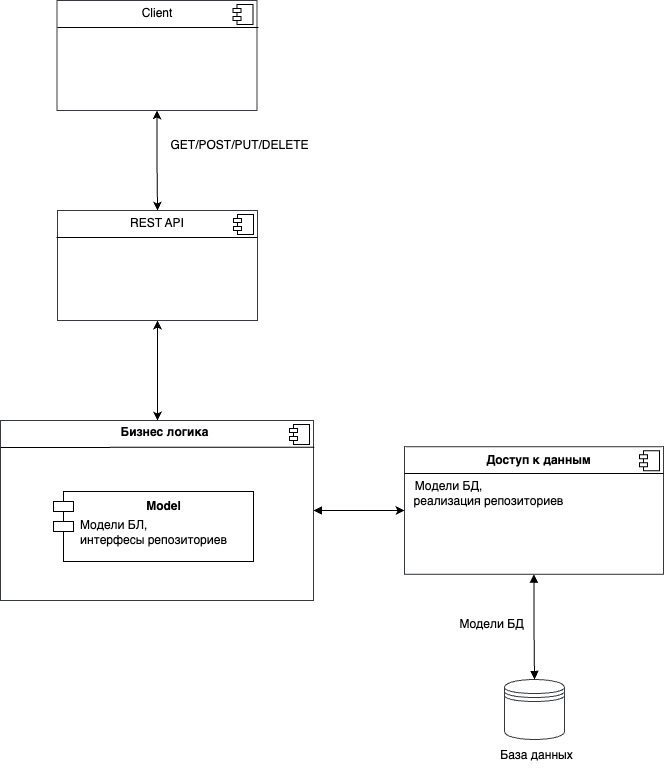 Client
GET/POST/PUT/DELETE
REST API
Бизнес логика
Model
Модели БЛ,
интерфесы репозиториев
Доступ к данным
Модели БД,
реализация репозиториев
Модели БД
База данных